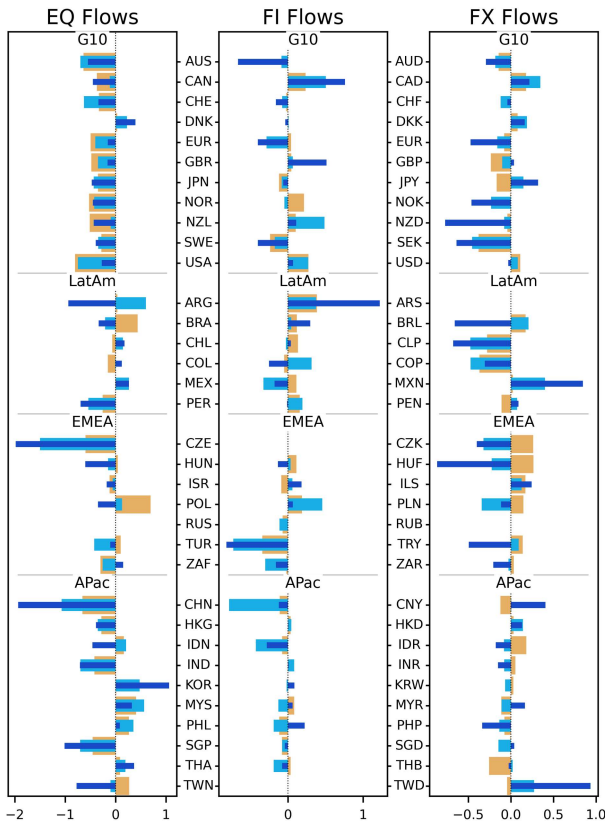 EQ Flows FI Flows FX Flows
G10 G10 G10
AUS AUD
CAN CAD
CHE CHF
DNK DKK
EUR EUR
GBR GBP
JPN JPY
NOR NOK
NZL NZD
SWE SEK
USA USD
LatAm LatAm LatAm
ARG ARS
BRA BRL
CHL CLP
COL COP
MEX MXN
PER PEN
EMEA EMEA EMEA
CZE CZK
HUN HUF
ISR ILS
POL PLN
RUS RUB
TUR TRY
ZAF ZAR
APac APac APac
CHN CNY
HKG HKD
IDN IDR
IND INR
KOR KRW
MYS MYR
PHL PHP
SGP SGD
THA THB
TWN TWD
−2 −1 0 1 0 1 −0.5 0.0 0.5 1.0